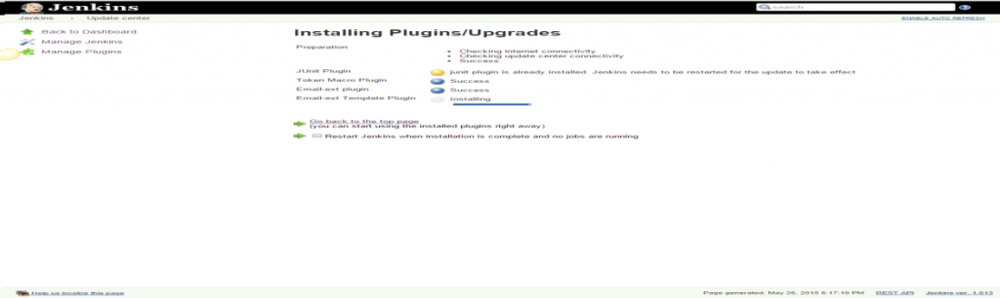 Jenkins
search
Jenkins
Update center
ENABLE AUTO REFRESH
Back to Dashboard
Manage Jenkins
Manage Plugins
Installing Plugins/Upgrades
Preparation
Checking internet connectivity
Checking update center connectivity
Success
JUnit Plugin
junit plugin is already installed. Jenkins needs to be restarted for the update to take effect
Token Macro Plugin
Success
Email-ext plugin
Success
Email-ext Template Plugin
Installing
Go back to the top page
(you can start using the installed plugins right away)
Restart Jenkins when installation is complete and no jobs are running
Help us localize this page
Page generated: May 26, 2015 6:17:19 PM
REST API
Jenkins ver. 1.613